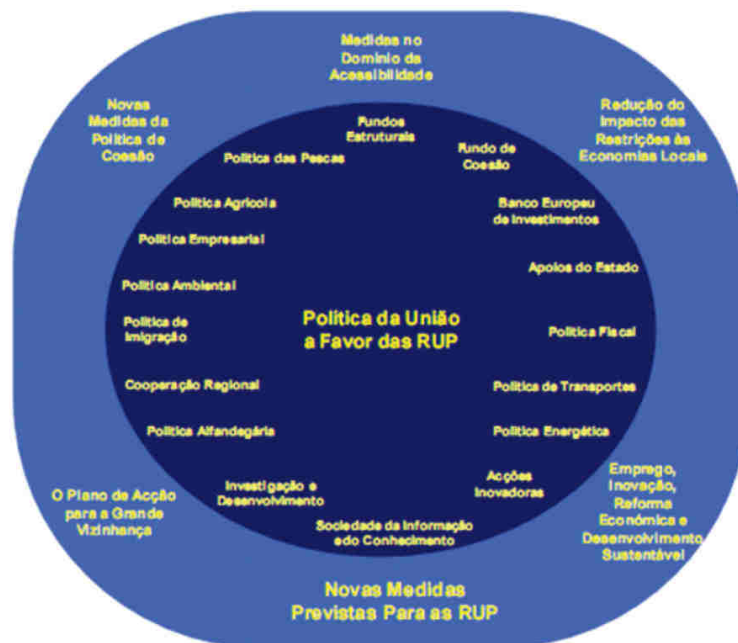 Medidas no
Domínio da
Acessibilidade
Novas
Medidas da
Política de
Coesão
Redução do
Impacto das
Restrições às
Economias Locais
Fundos
Estruturais
Política das Pescas
Fundo de
Coesão
Política Agrícola
Banco Europeu
de Investimentos
Política Empresarial
Apoios do Estado
Política Ambiental
Política da União
a Favor das RUP
Política de
Imigração
Política Fiscal
Cooperação Regional
Política de Transportes
Política Alfandegária
Política Energética
Investigação e
Desenvolvimento
Acções
Inovadoras
O Plano de Acção
para a Grande
Vizinhança
Emprego,
Inovação,
Reforma
Económica e
Desenvolvimento
Sustentável
Sociedade da Informação
edo Conhecimento
Novas Medidas
Previstas Para as RUP